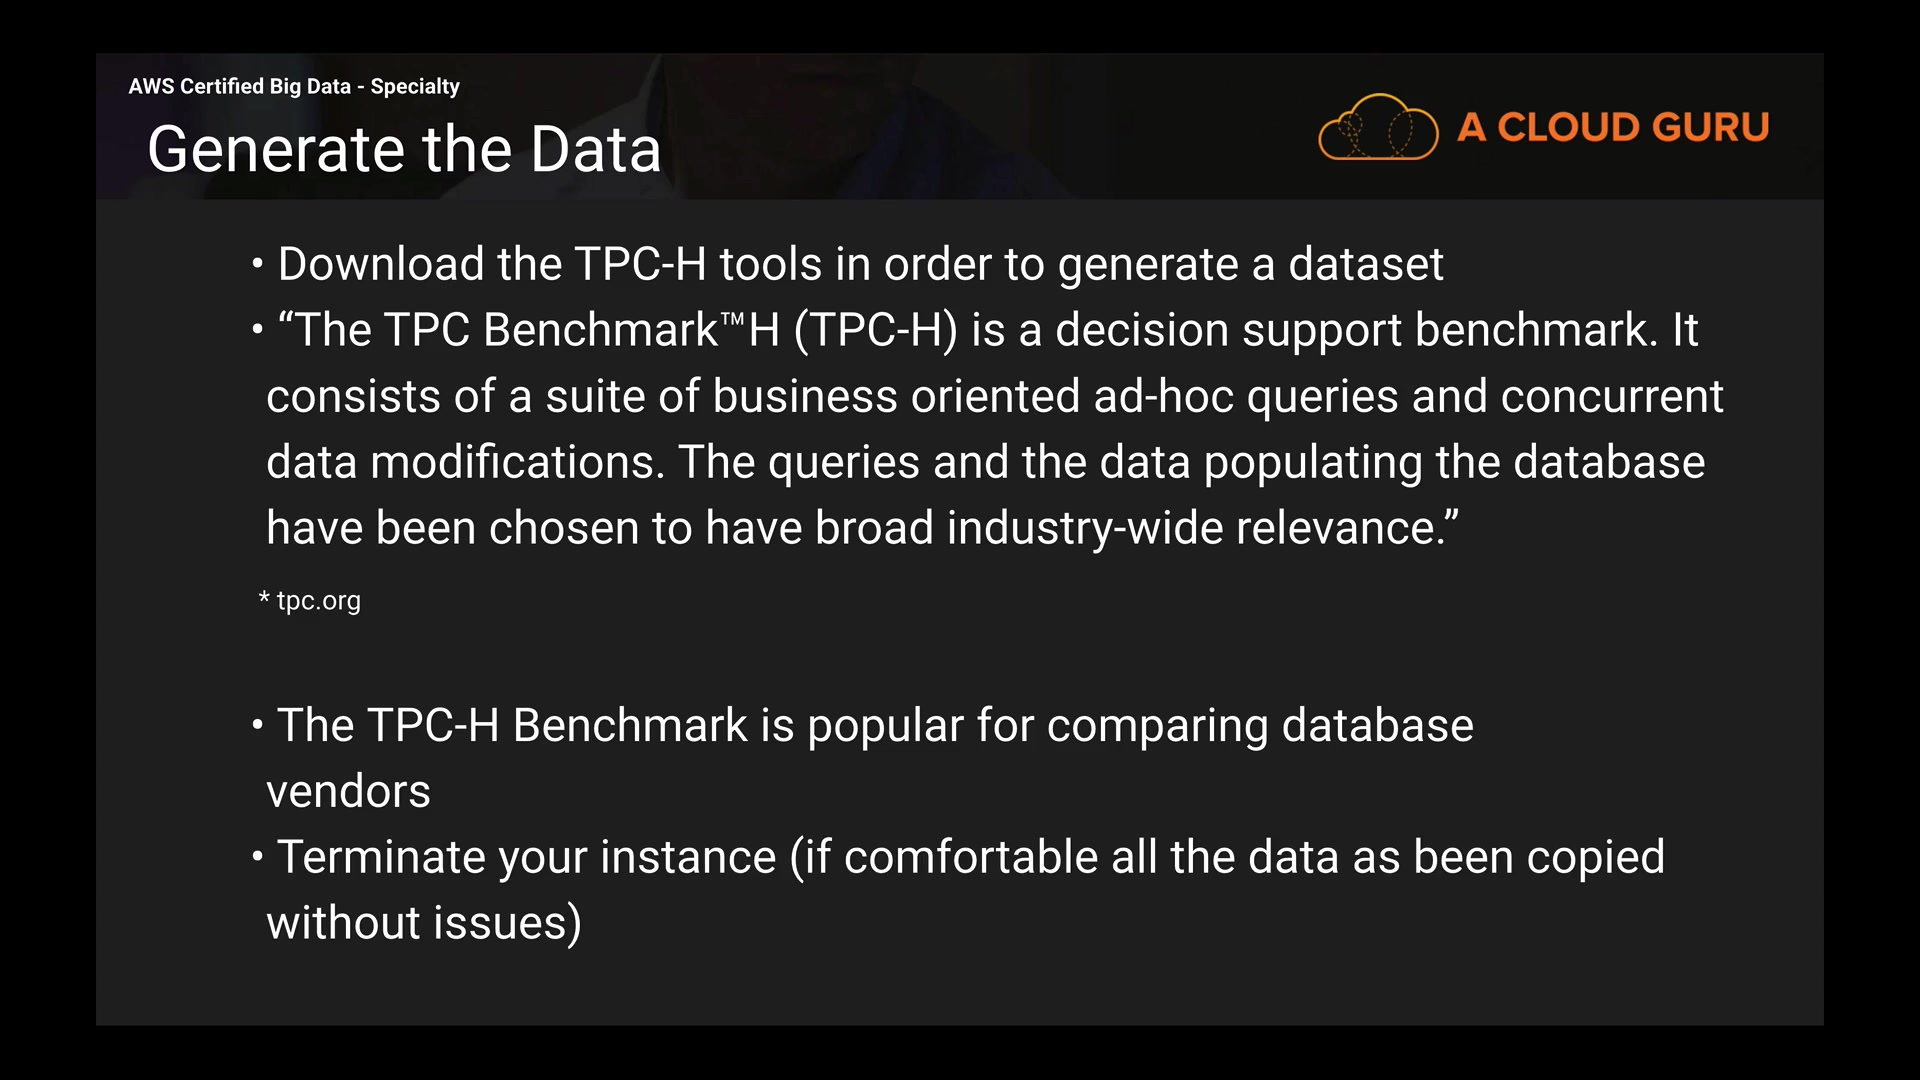 AWS Certified Big Data - Specialty
Generate the Data
A CLOUD GURU
• Download the TPC-H tools in order to generate a dataset
• “The TPC Benchmark™H (TPC-H) is a decision support benchmark. It
consists of a suite of business oriented ad-hoc queries and concurrent
data modifications. The queries and the data populating the database
have been chosen to have broad industry-wide relevance.”
* tpc.org
• The TPC-H Benchmark is popular for comparing database
vendors
• Terminate your instance (if comfortable all the data as been copied
without issues)